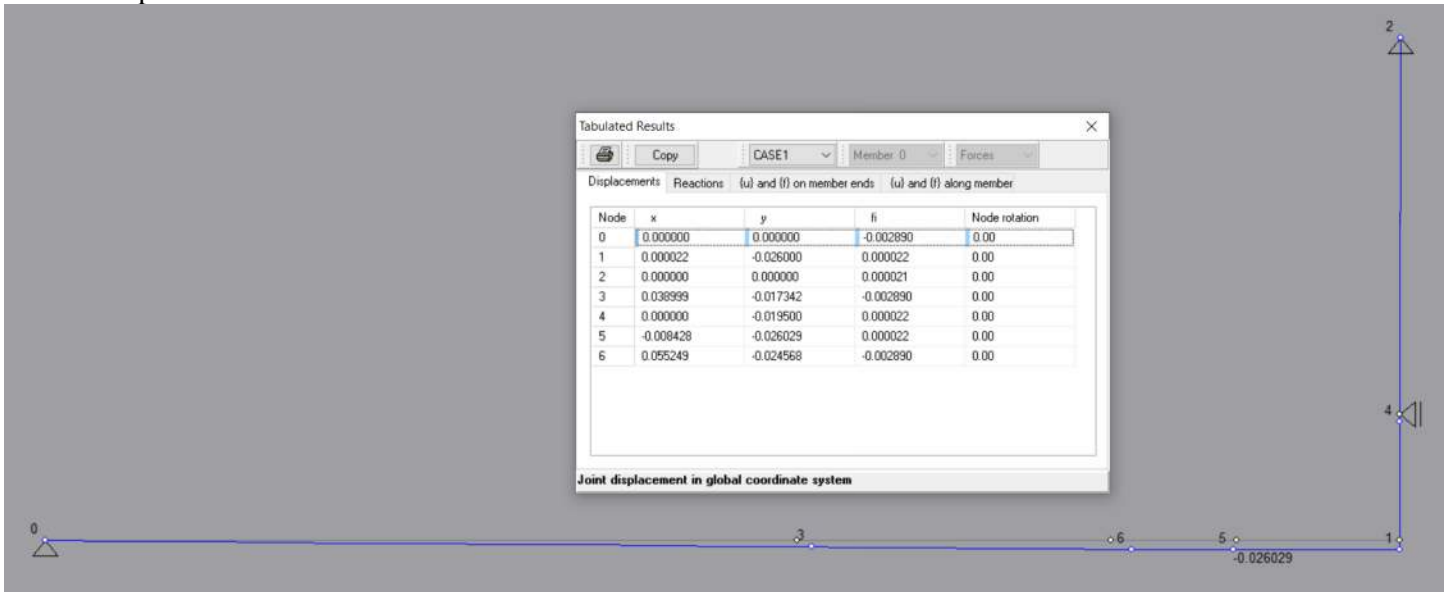 2
Tabulated Results
Copy CASE1 Member 0 Forces
Displacements Reactions {u} and {f} on member ends {u} and {f} along member
Node x y fi Node rotation
0 0.000000 0.000000 -0.002890 0.00
1 0.000022 -0.026000 0.000022 0.00
2 0.000000 0.000000 0.000021 0.00
3 0.038999 -0.017342 -0.002890 0.00
4 0.000000 -0.019500 0.000022 0.00
5 -0.008428 -0.026029 0.000022 0.00
6 0.055249 -0.024568 -0.002890 0.00
4
Joint displacement in global coordinate system
0 3 6 5 1
-0.026029